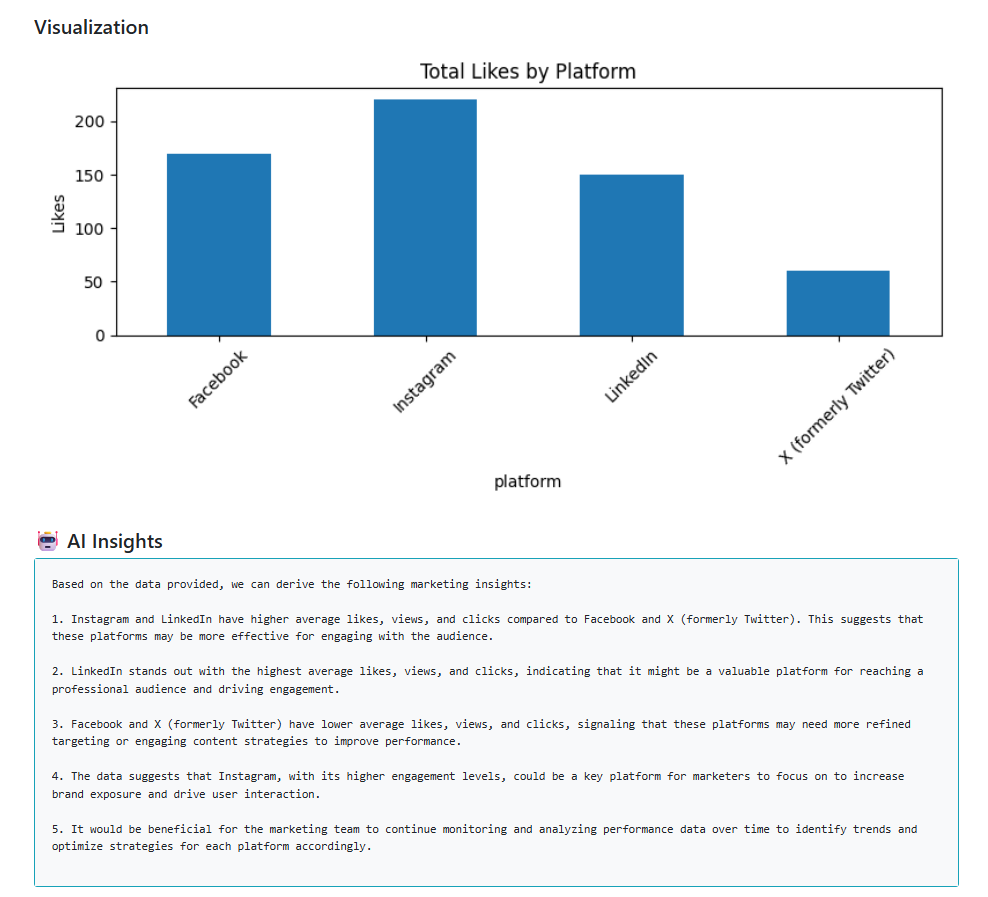 Visualization
Total Likes by Platform
200
150
100
50
0
Likes
Facebook
Instagram
LinkedIn
X (formerly Twitter)
platform
AI Insights
Based on the data provided, we can derive the following marketing insights:
1. Instagram and LinkedIn have higher average likes, views, and clicks compared to Facebook and X (formerly Twitter). This suggests that
these platforms may be more effective for engaging with the audience.
2. LinkedIn stands out with the highest average likes, views, and clicks, indicating that it might be a valuable platform for reaching a
professional audience and driving engagement.
3. Facebook and X (formerly Twitter) have lower average likes, views, and clicks, signaling that these platforms may need more refined
targeting or engaging content strategies to improve performance.
4. The data suggests that Instagram, with its higher engagement levels, could be a key platform for marketers to focus on to increase
brand exposure and drive user interaction.
5. It would be beneficial for the marketing team to continue monitoring and analyzing performance data over time to identify trends and
optimize strategies for each platform accordingly.